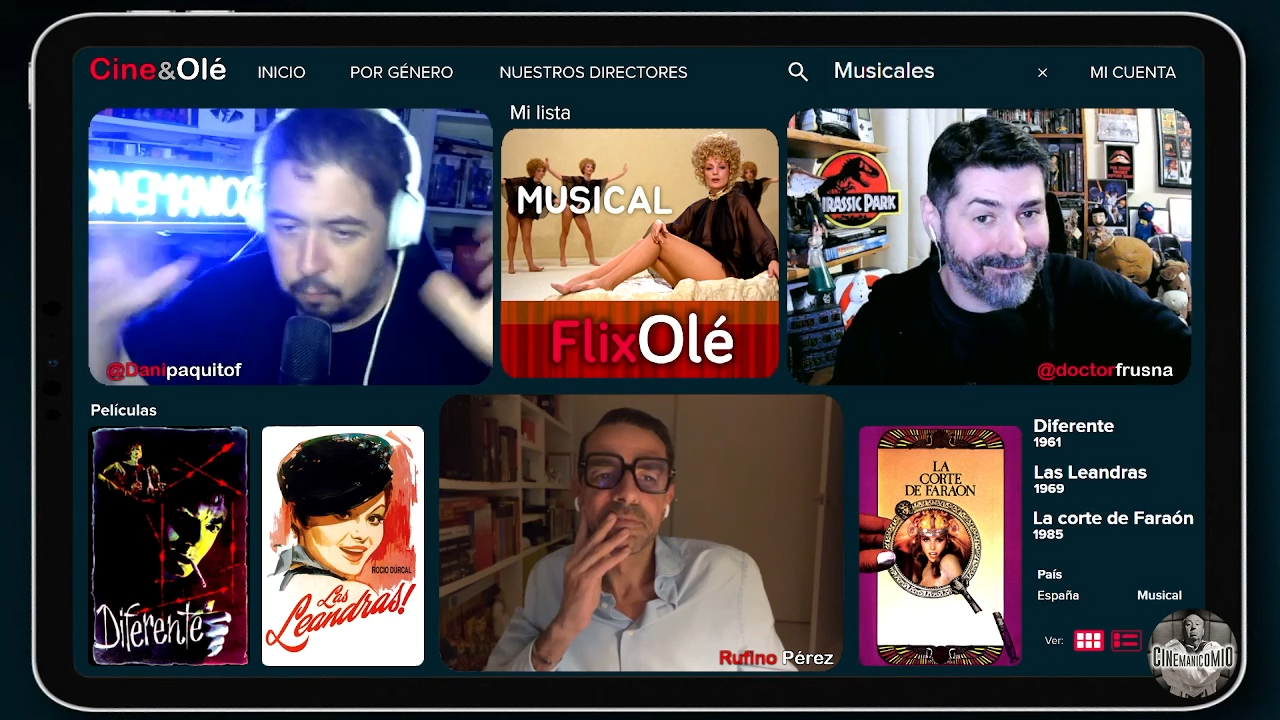 Cine&Olé
INICIO
POR GÉNERO
NUESTROS DIRECTORES
Musicales
×
MI CUENTA
Mi lista
MUSICAL
FlixOlé
CINEMANICO
JURASSIC PARK
@Danipaquitof
@doctorfrusna
Películas
Diferente
ROCIO DURCAL
Las
Leandras!
Rufino Pérez
LA
CORTE
DE FARAÓN
Diferente
1961
Las Leandras
1969
La corte de Faraón
1985
País
España
Musical
Ver:
CINEMANICOMIO